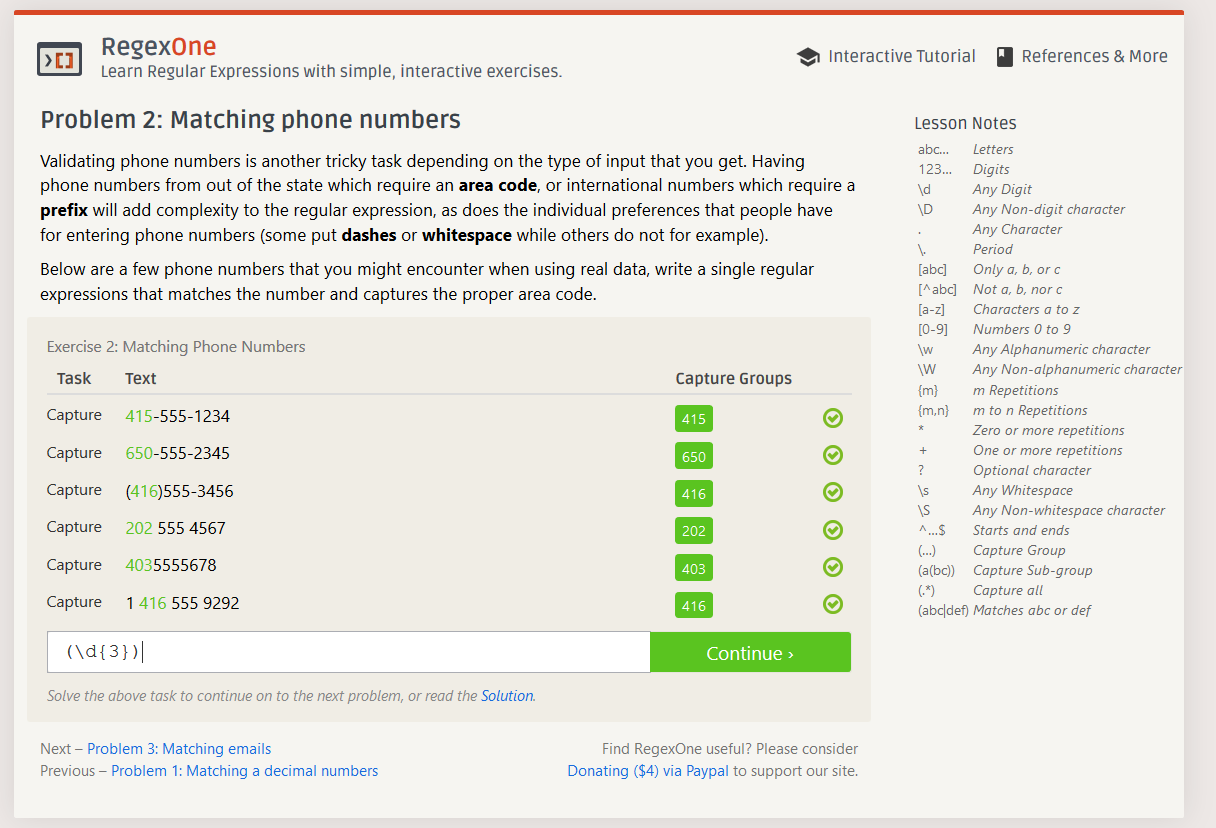 RegexOne
Learn Regular Expressions with simple, interactive exercises.
Interactive Tutorial
References & More
Problem 2: Matching phone numbers
Validating phone numbers is another tricky task depending on the type of input that you get. Having
phone numbers from out of the state which require an area code, or international numbers which require a
prefix will add complexity to the regular expression, as does the individual preferences that people have
for entering phone numbers (some put dashes or whitespace while others do not for example).
Below are a few phone numbers that you might encounter when using real data, write a single regular
expressions that matches the number and captures the proper area code.
Exercise 2: Matching Phone Numbers
Task Text Capture Groups
Capture 415-555-1234 415
Capture 650-555-2345 650
Capture (416)555-3456 416
Capture 202 555 4567 202
Capture 4035555678 403
Capture 1 416 555 9292 416
(\d{3})
Continue ›
Solve the above task to continue on to the next problem, or read the Solution.
Next – Problem 3: Matching emails
Previous – Problem 1: Matching a decimal numbers
Find RegexOne useful? Please consider
Donating ($4) via Paypal to support our site.
Lesson Notes
abc… Letters
123… Digits
\d Any Digit
\D Any Non-digit character
. Any Character
\. Period
[abc] Only a, b, or c
[^abc] Not a, b, nor c
[a-z] Characters a to z
[0-9] Numbers 0 to 9
\w Any Alphanumeric character
\W Any Non-alphanumeric character
{m} m Repetitions
{m,n} m to n Repetitions
* Zero or more repetitions
+ One or more repetitions
? Optional character
\s Any Whitespace
\S Any Non-whitespace character
^…$ Starts and ends
(…) Capture Group
(a(bc)) Capture Sub-group
(.*) Capture all
(abc|def) Matches abc or def